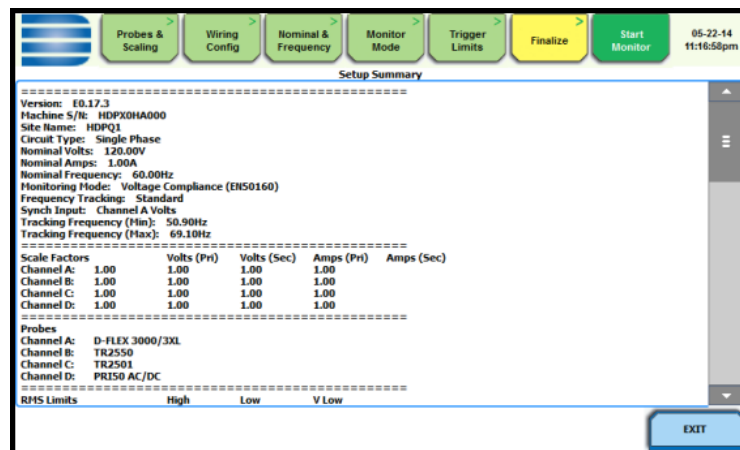 Probes & Scaling > Wiring Config > Nominal & Frequency > Monitor Mode > Trigger Limits > Finalize > Start Monitor 05-22-14 11:16:58pm
Setup Summary
================================================
Version: E0.17.3
Machine S/N: HDPX0HA000
Site Name: HDPQ1
Circuit Type: Single Phase
Nominal Volts: 120.00V
Nominal Amps: 1.00A
Nominal Frequency: 60.00Hz
Monitoring Mode: Voltage Compliance (EN50160)
Frequency Tracking: Standard
Synch Input: Channel A Volts
Tracking Frequency (Min): 50.90Hz
Tracking Frequency (Max): 69.10Hz
================================================
Scale Factors Volts (Pri) Volts (Sec) Amps (Pri) Amps (Sec)
Channel A: 1.00 1.00 1.00 1.00
Channel B: 1.00 1.00 1.00 1.00
Channel C: 1.00 1.00 1.00 1.00
Channel D: 1.00 1.00 1.00 1.00
================================================
Probes
Channel A: D-FLEX 3000/3XL
Channel B: TR2550
Channel C: TR2501
Channel D: PR150 AC/DC
================================================
RMS Limits High Low V Low
EXIT